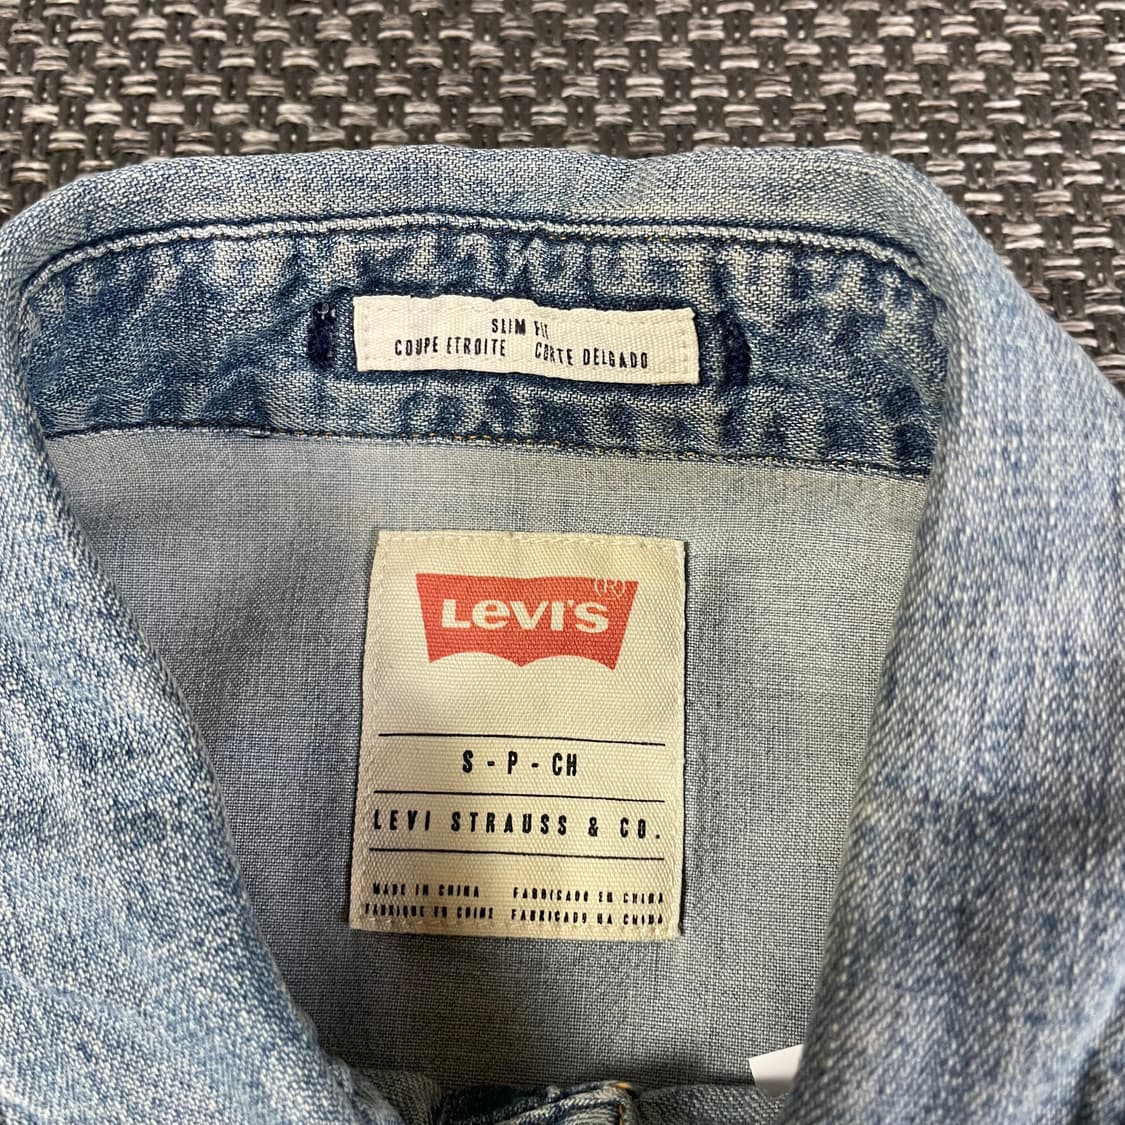 SLIM FIT
COUPE ETROITE CORTE DELGADO
LEVI'S (R)
S - P - CH
LEVI STRAUSS & CO.
MADE IN CHINA FABRICADO EN CHINA
FABRIQUE EN CHINE FABRICADO NA CHINA